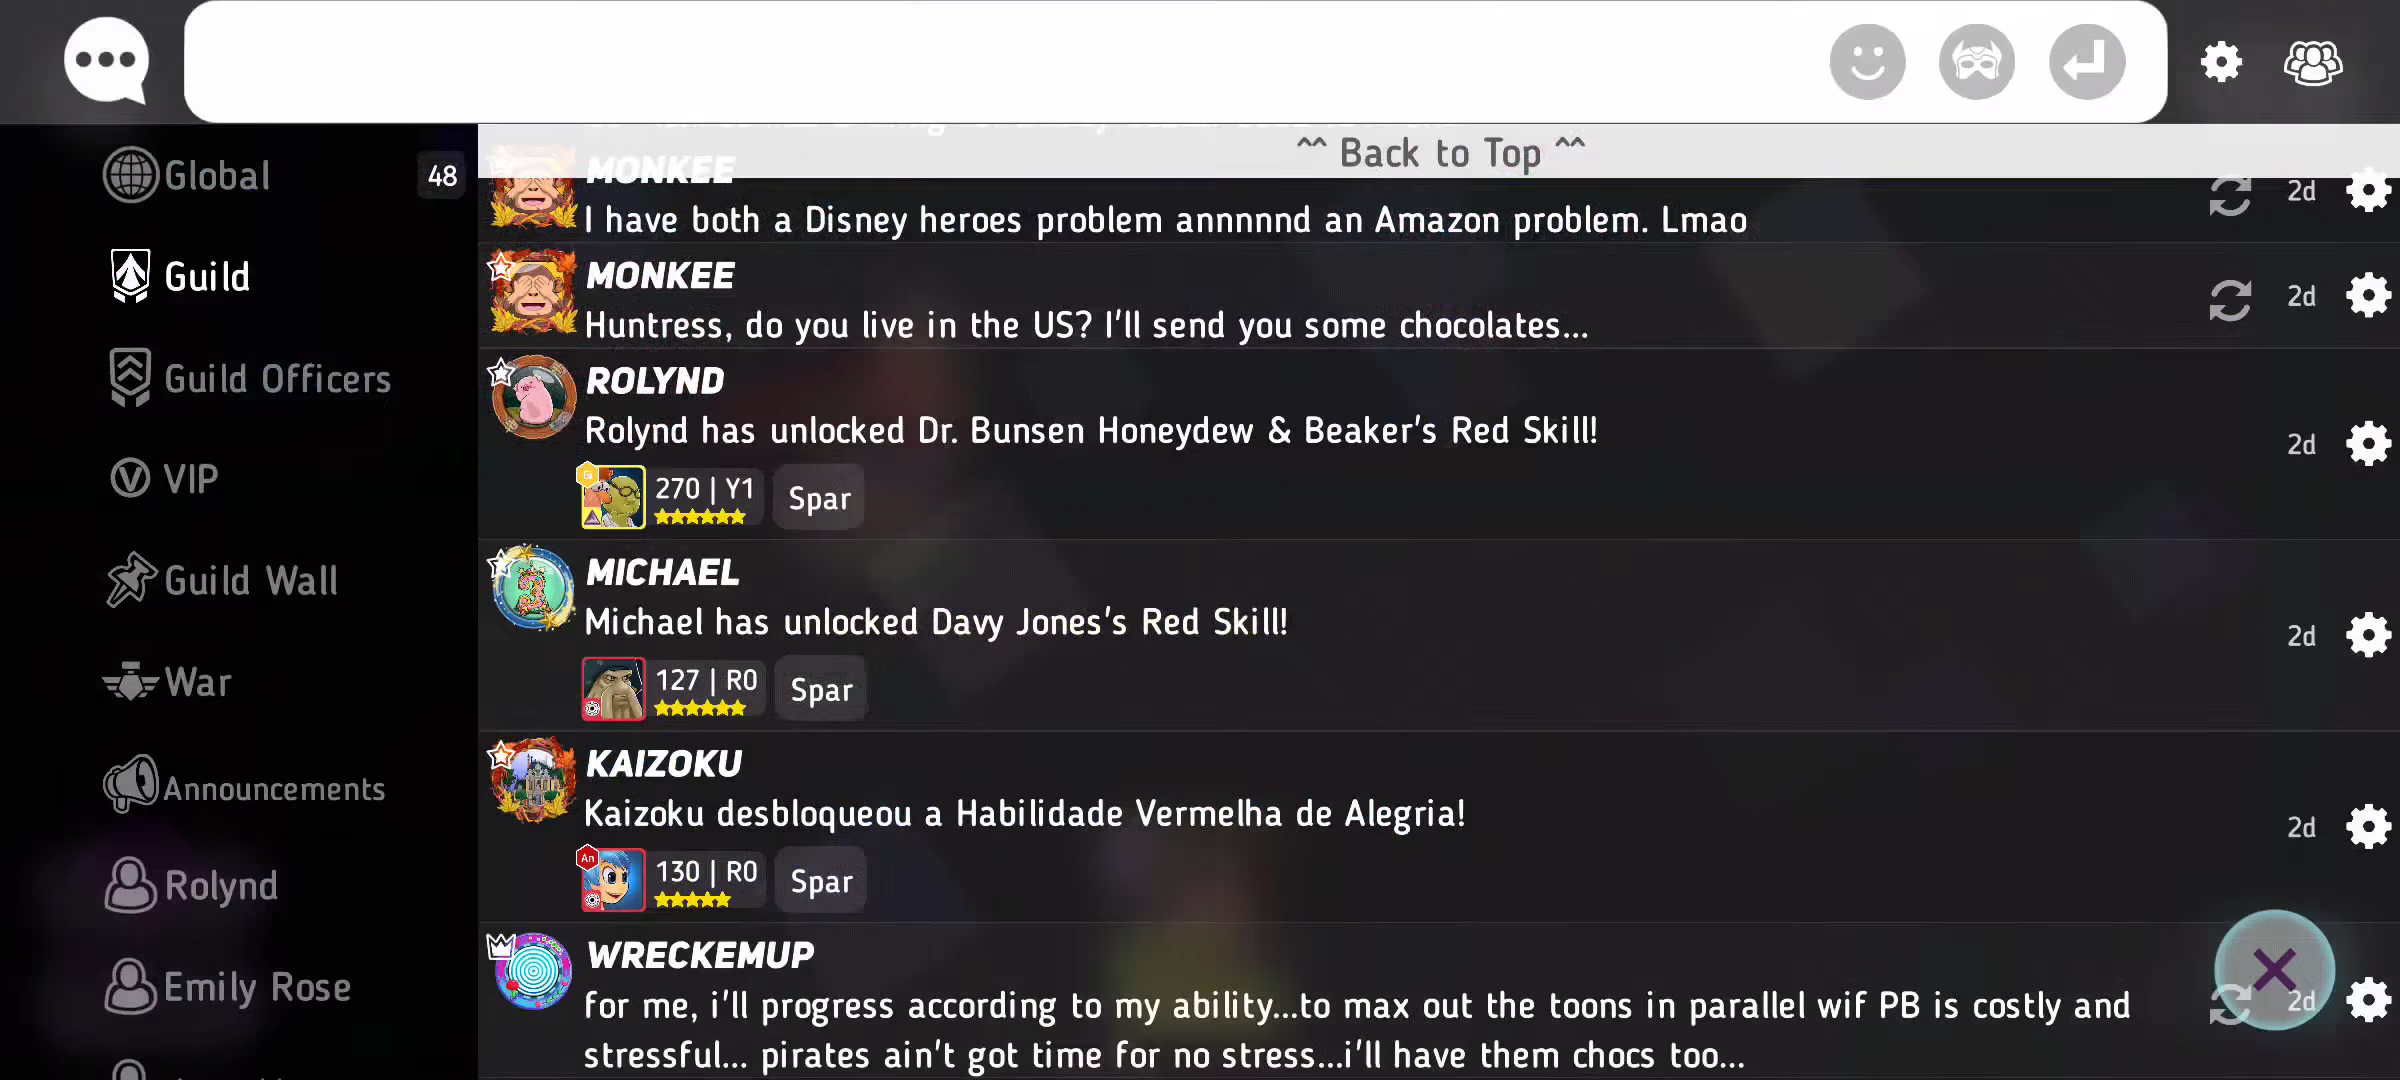 ^^ Back to Top ^^
Global
48
Guild
Guild Officers
VIP
Guild Wall
War
Announcements
Rolynd
Emily Rose
MONKEE
I have both a Disney heroes problem annnnnd an Amazon problem. Lmao
2d
MONKEE
Huntress, do you live in the US? I'll send you some chocolates...
2d
ROLYND
Rolynd has unlocked Dr. Bunsen Honeydew & Beaker's Red Skill!
270 | Y1
Spar
2d
MICHAEL
Michael has unlocked Davy Jones's Red Skill!
127 | R0
Spar
2d
KAIZOKU
Kaizoku desbloqueou a Habilidade Vermelha de Alegria!
An
130 | R0
Spar
2d
WRECKEMUP
for me, i'll progress according to my ability...to max out the toons in parallel wif PB is costly and
stressful... pirates ain't got time for no stress...i'll have them chocs too...
2d